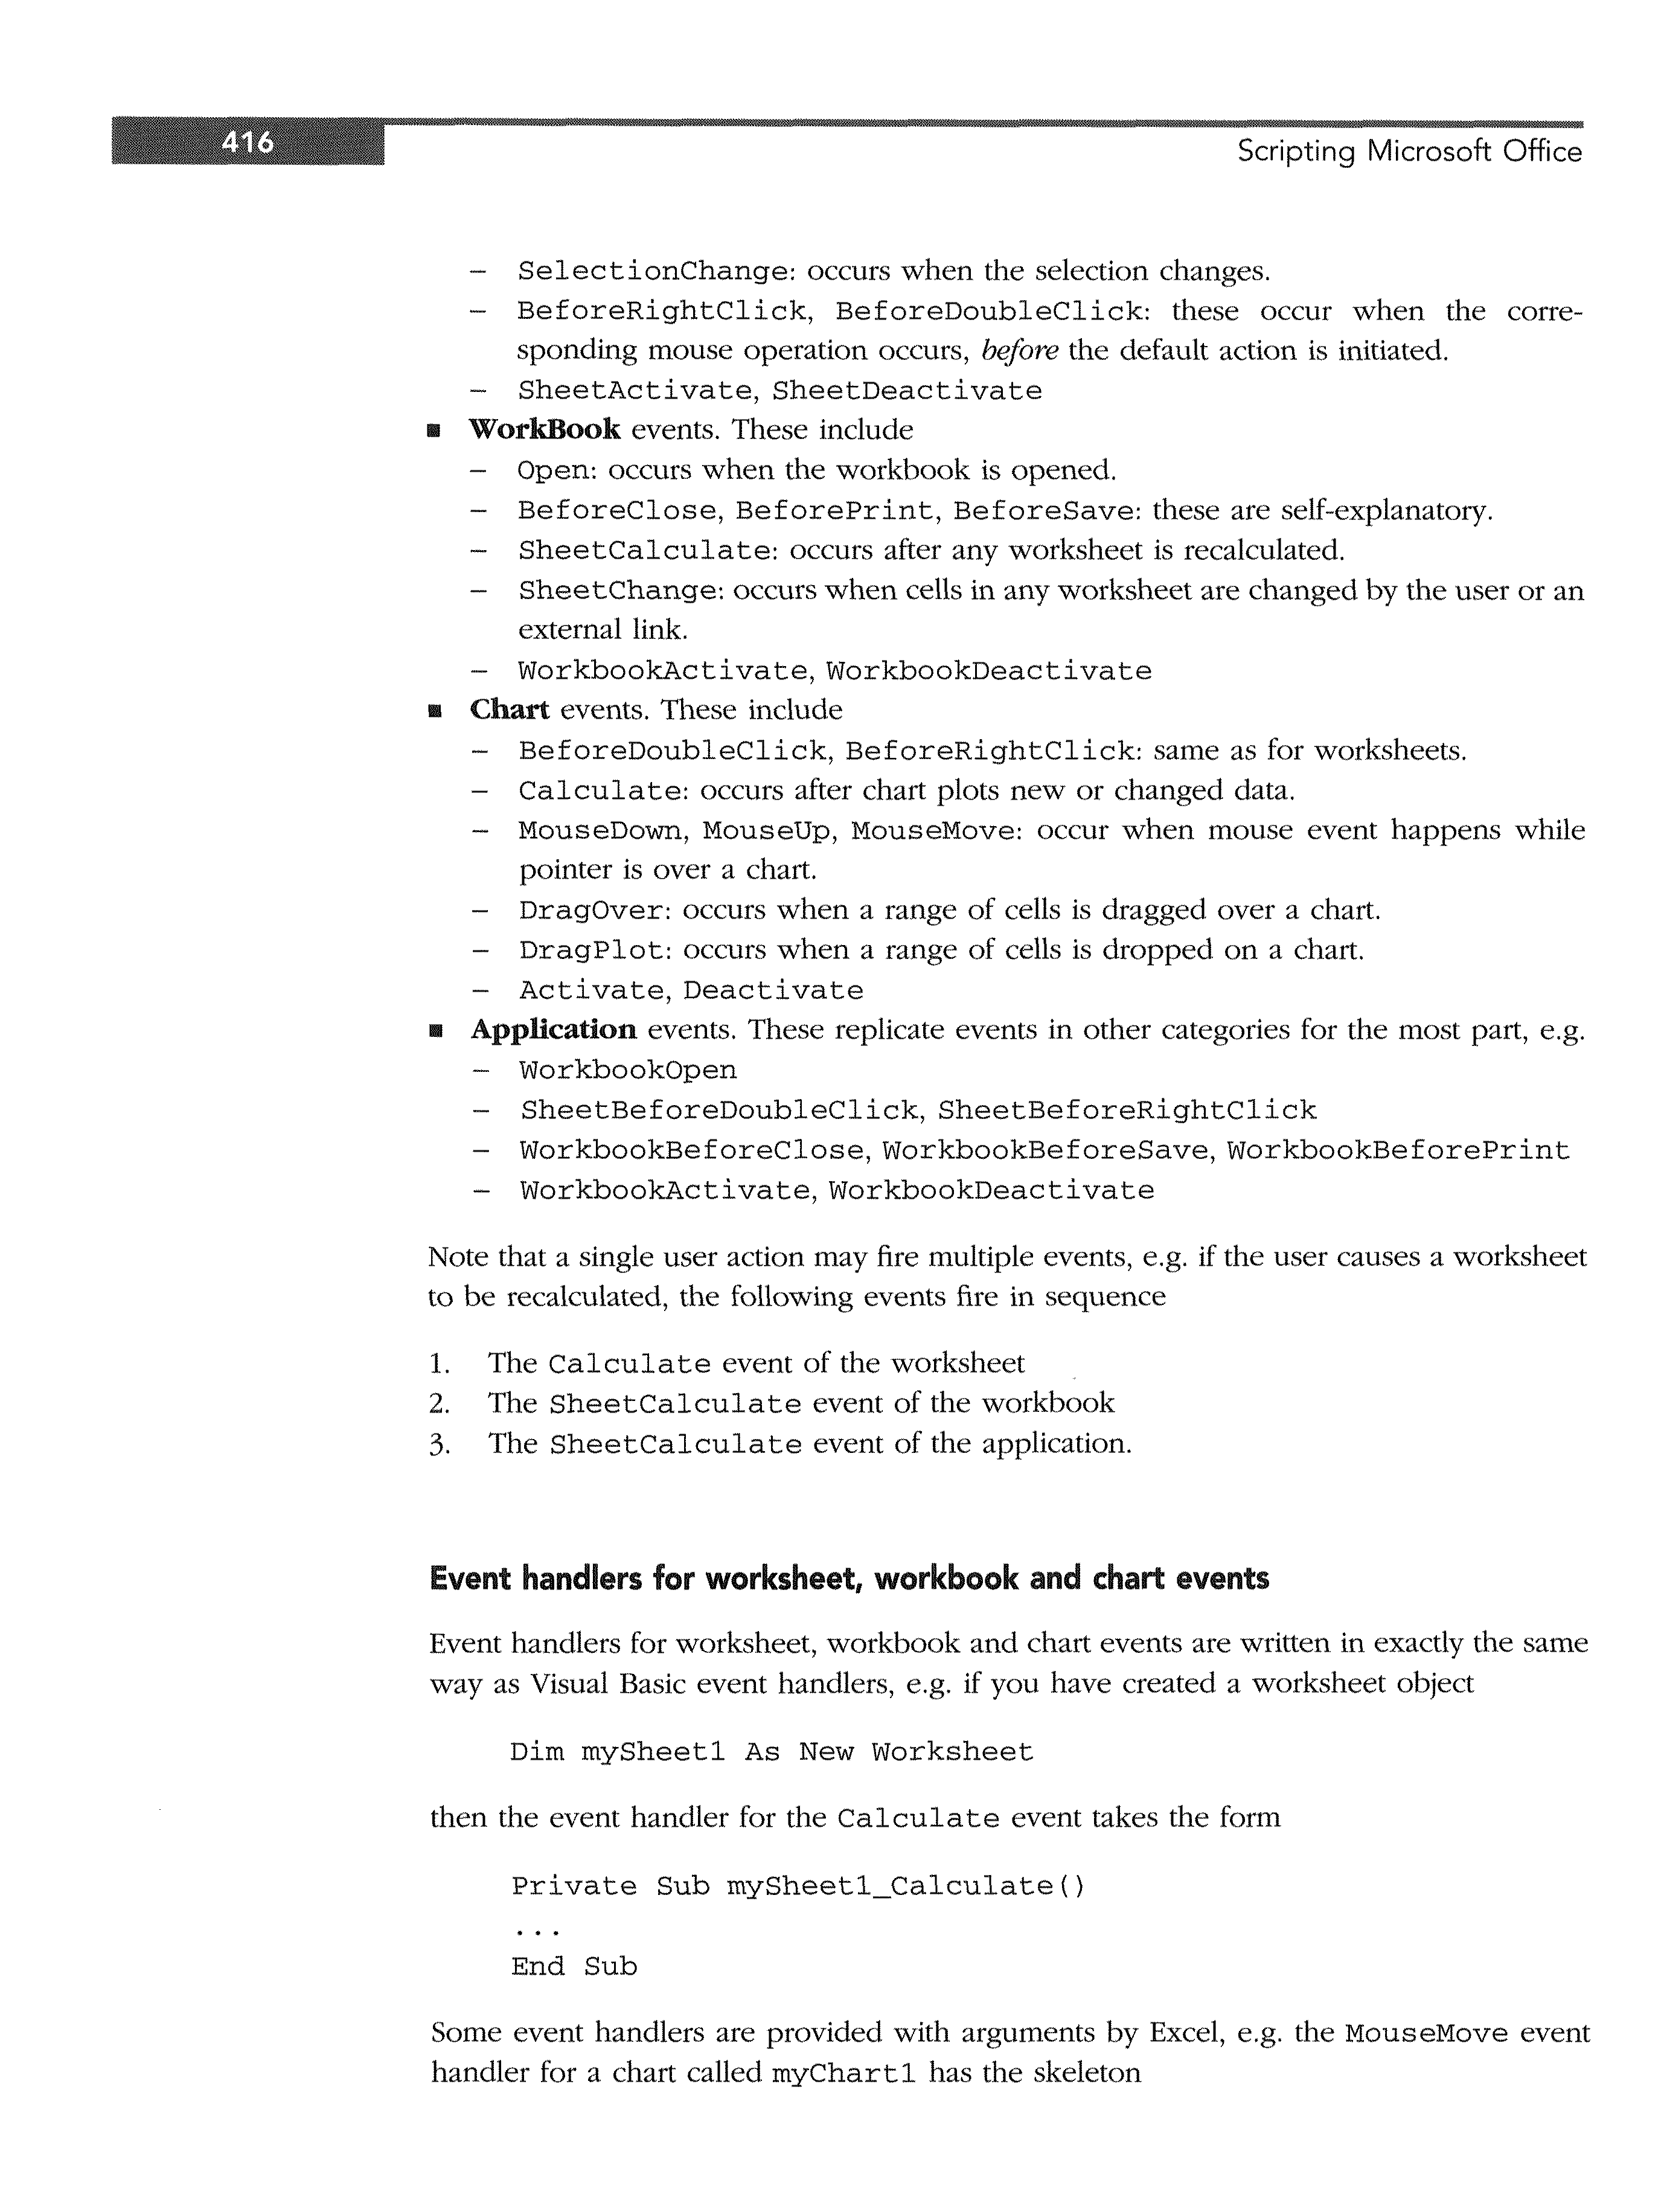 416
Scripting Microsoft Office
– SelectionChange: occurs when the selection changes.
– BeforeRightClick, BeforeDoubleClick: these occur when the corre-
sponding mouse operation occurs, before the default action is initiated.
– SheetActivate, SheetDeactivate
■ WorkBook events. These include
– Open: occurs when the workbook is opened.
– BeforeClose, BeforePrint, BeforeSave: these are self-explanatory.
– SheetCalculate: occurs after any worksheet is recalculated.
– SheetChange: occurs when cells in any worksheet are changed by the user or an
external link.
– WorkbookActivate, WorkbookDeactivate
■ Chart events. These include
– BeforeDoubleClick, BeforeRightClick: same as for worksheets.
– Calculate: occurs after chart plots new or changed data.
– MouseDown, MouseUp, MouseMove: occur when mouse event happens while
pointer is over a chart.
– DragOver: occurs when a range of cells is dragged over a chart.
– DragPlot: occurs when a range of cells is dropped on a chart.
– Activate, Deactivate
■ Application events. These replicate events in other categories for the most part, e.g.
– WorkbookOpen
– SheetBeforeDoubleClick, SheetBeforeRightClick
– WorkbookBeforeClose, WorkbookBeforeSave, WorkbookBeforePrint
– WorkbookActivate, WorkbookDeactivate
Note that a single user action may fire multiple events, e.g. if the user causes a worksheet
to be recalculated, the following events fire in sequence
1. The Calculate event of the worksheet
2. The SheetCalculate event of the workbook
3. The SheetCalculate event of the application.
Event handlers for worksheet, workbook and chart events
Event handlers for worksheet, workbook and chart events are written in exactly the same
way as Visual Basic event handlers, e.g. if you have created a worksheet object
Dim mySheet1 As New Worksheet
then the event handler for the Calculate event takes the form
Private Sub mySheet1_Calculate()
...
End Sub
Some event handlers are provided with arguments by Excel, e.g. the MouseMove event
handler for a chart called myChart1 has the skeleton